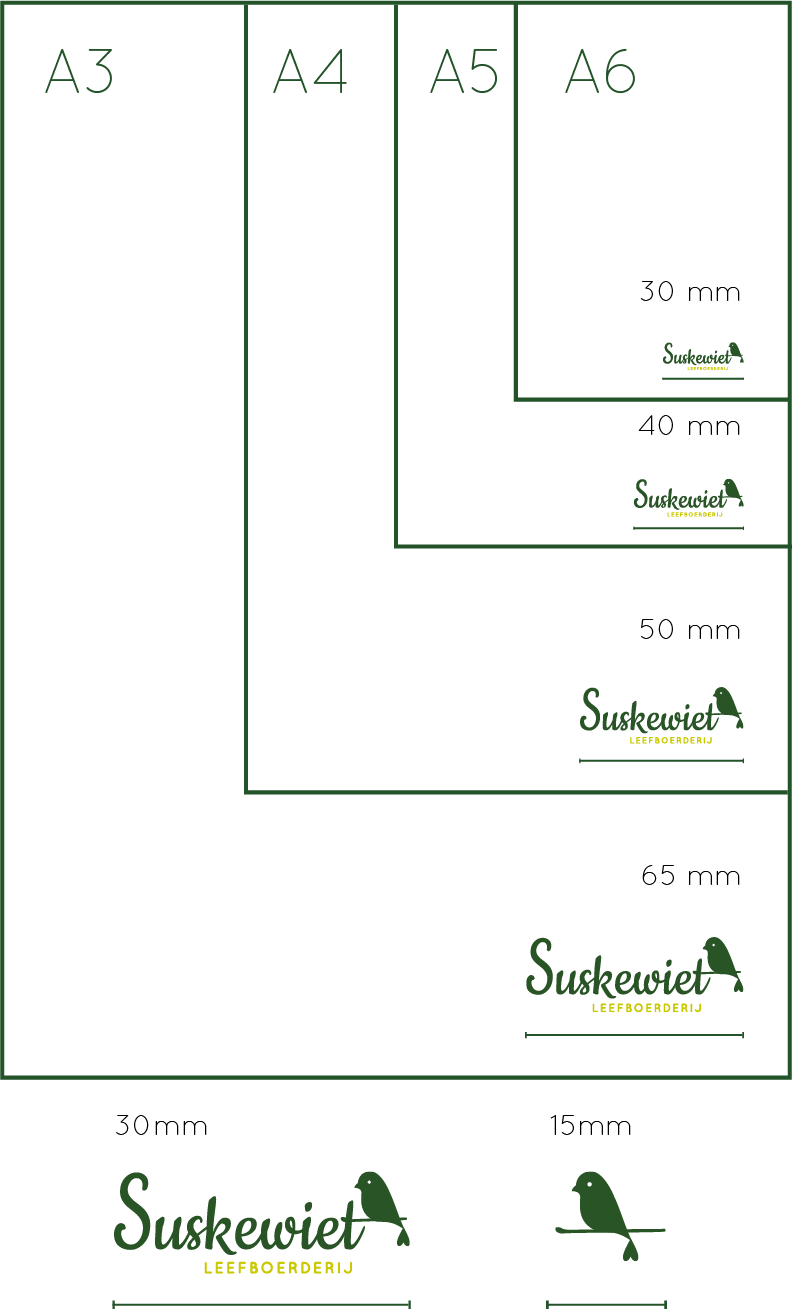 A3 A4 A5 A6
30 mm
Suskewiet
LEEFBOERDERIJ
40 mm
Suskewiet
LEEFBOERDERIJ
50 mm
Suskewiet
LEEFBOERDERIJ
65 mm
Suskewiet
LEEFBOERDERIJ
30mm 15mm
Suskewiet
LEEFBOERDERIJ